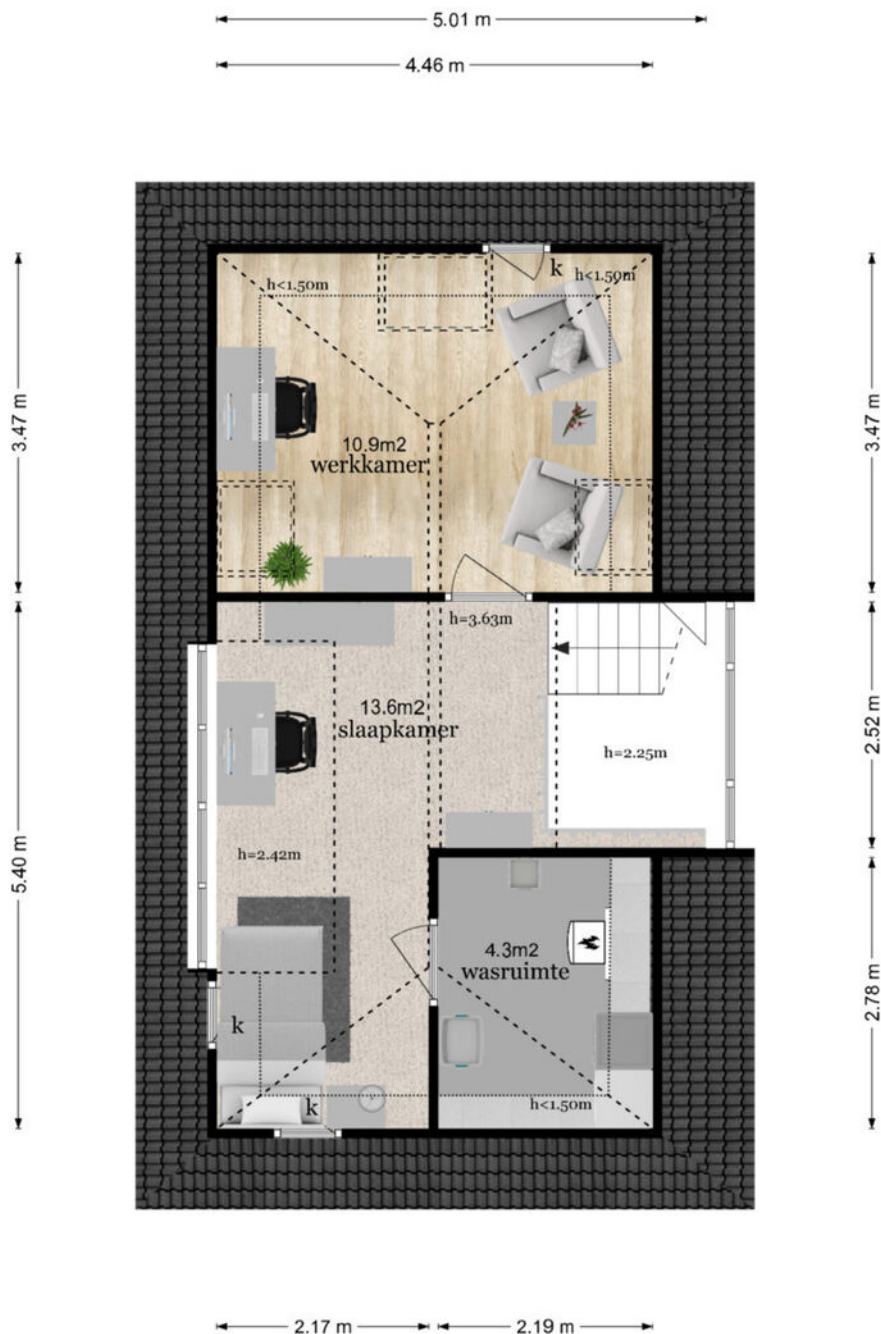 5.01 m
4.46 m
k
h<1.50m
h<1.50m
3.47 m
3.47 m
10.9m2
werkkamer
h=3.63m
13.6m2
slaapkamer
h=2.25m
2.52 m
h=2.42m
5.40 m
4.3m2
wasruimte
2.78 m
k
k
h<1.50m
2.17 m
2.19 m